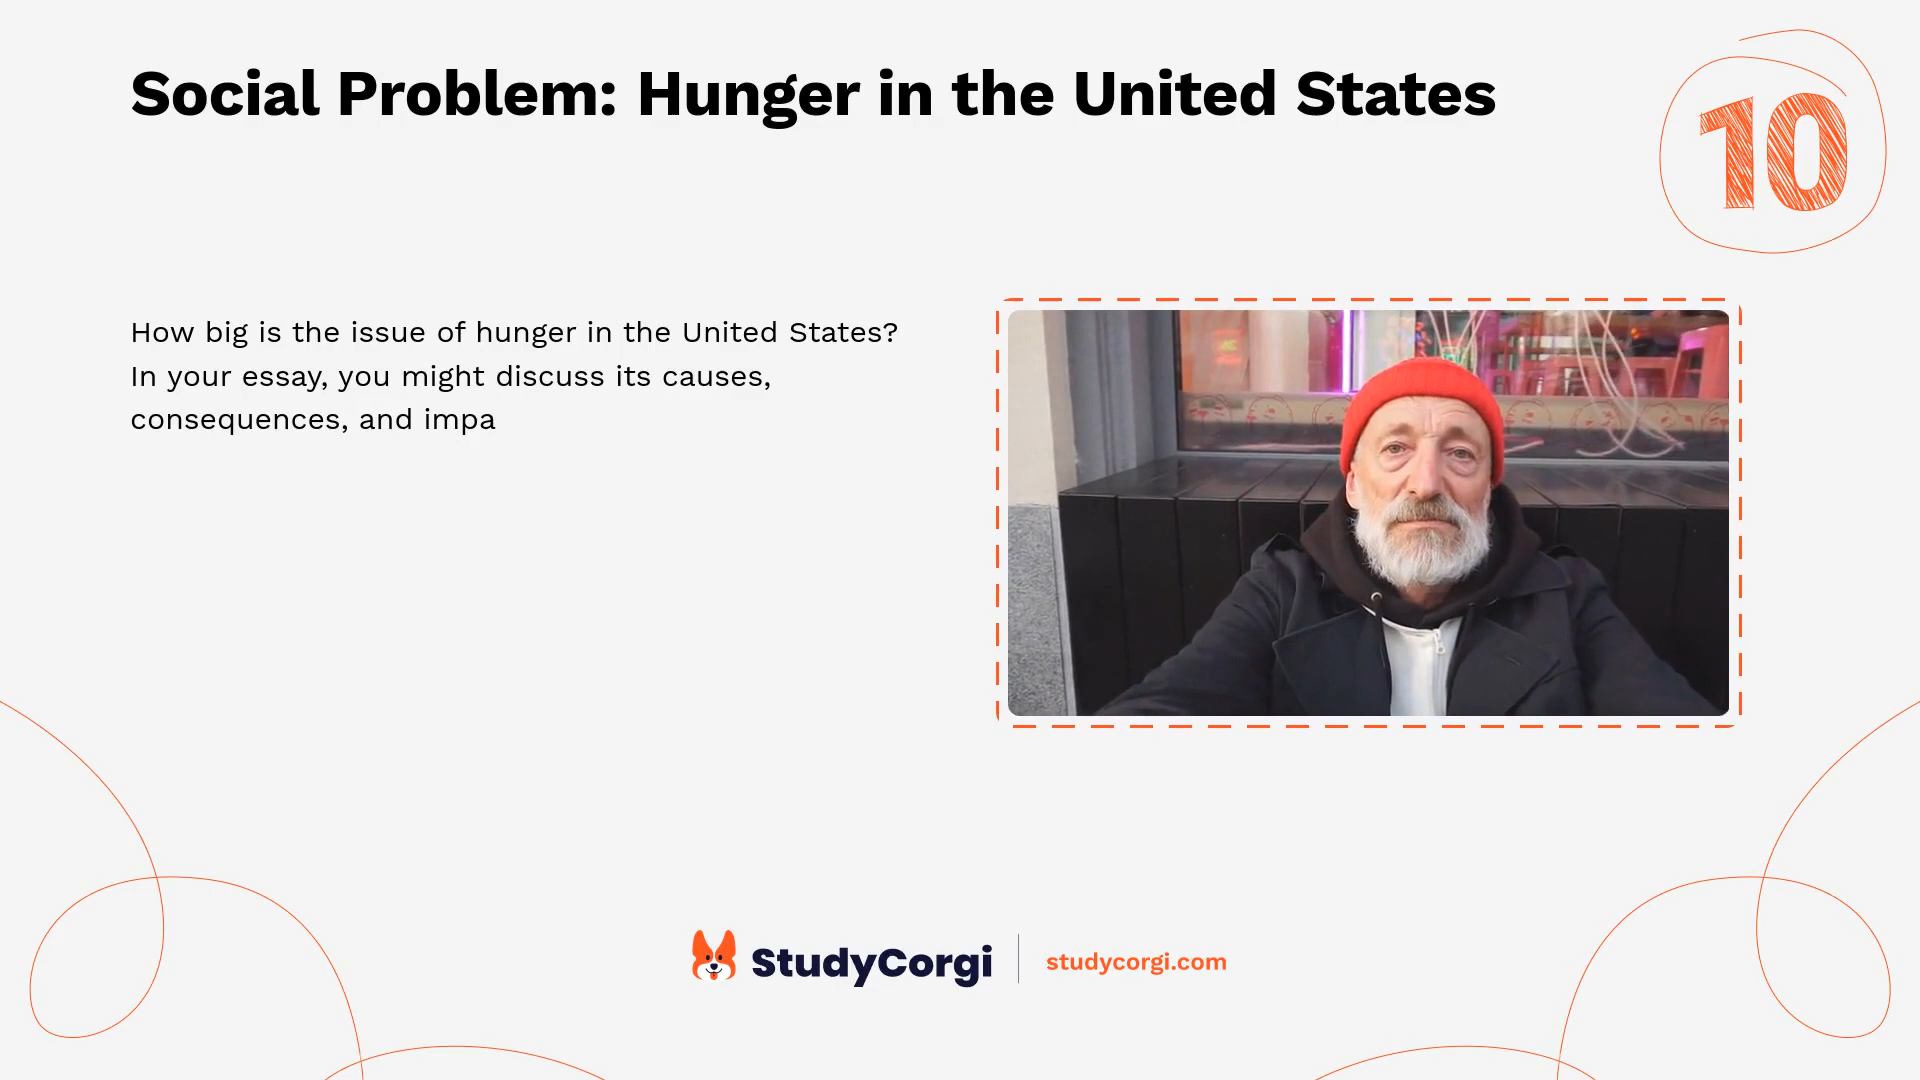 Social Problem: Hunger in the United States
10
How big is the issue of hunger in the United States?
In your essay, you might discuss its causes,
consequences, and impa
StudyCorgi
studycorgi.com